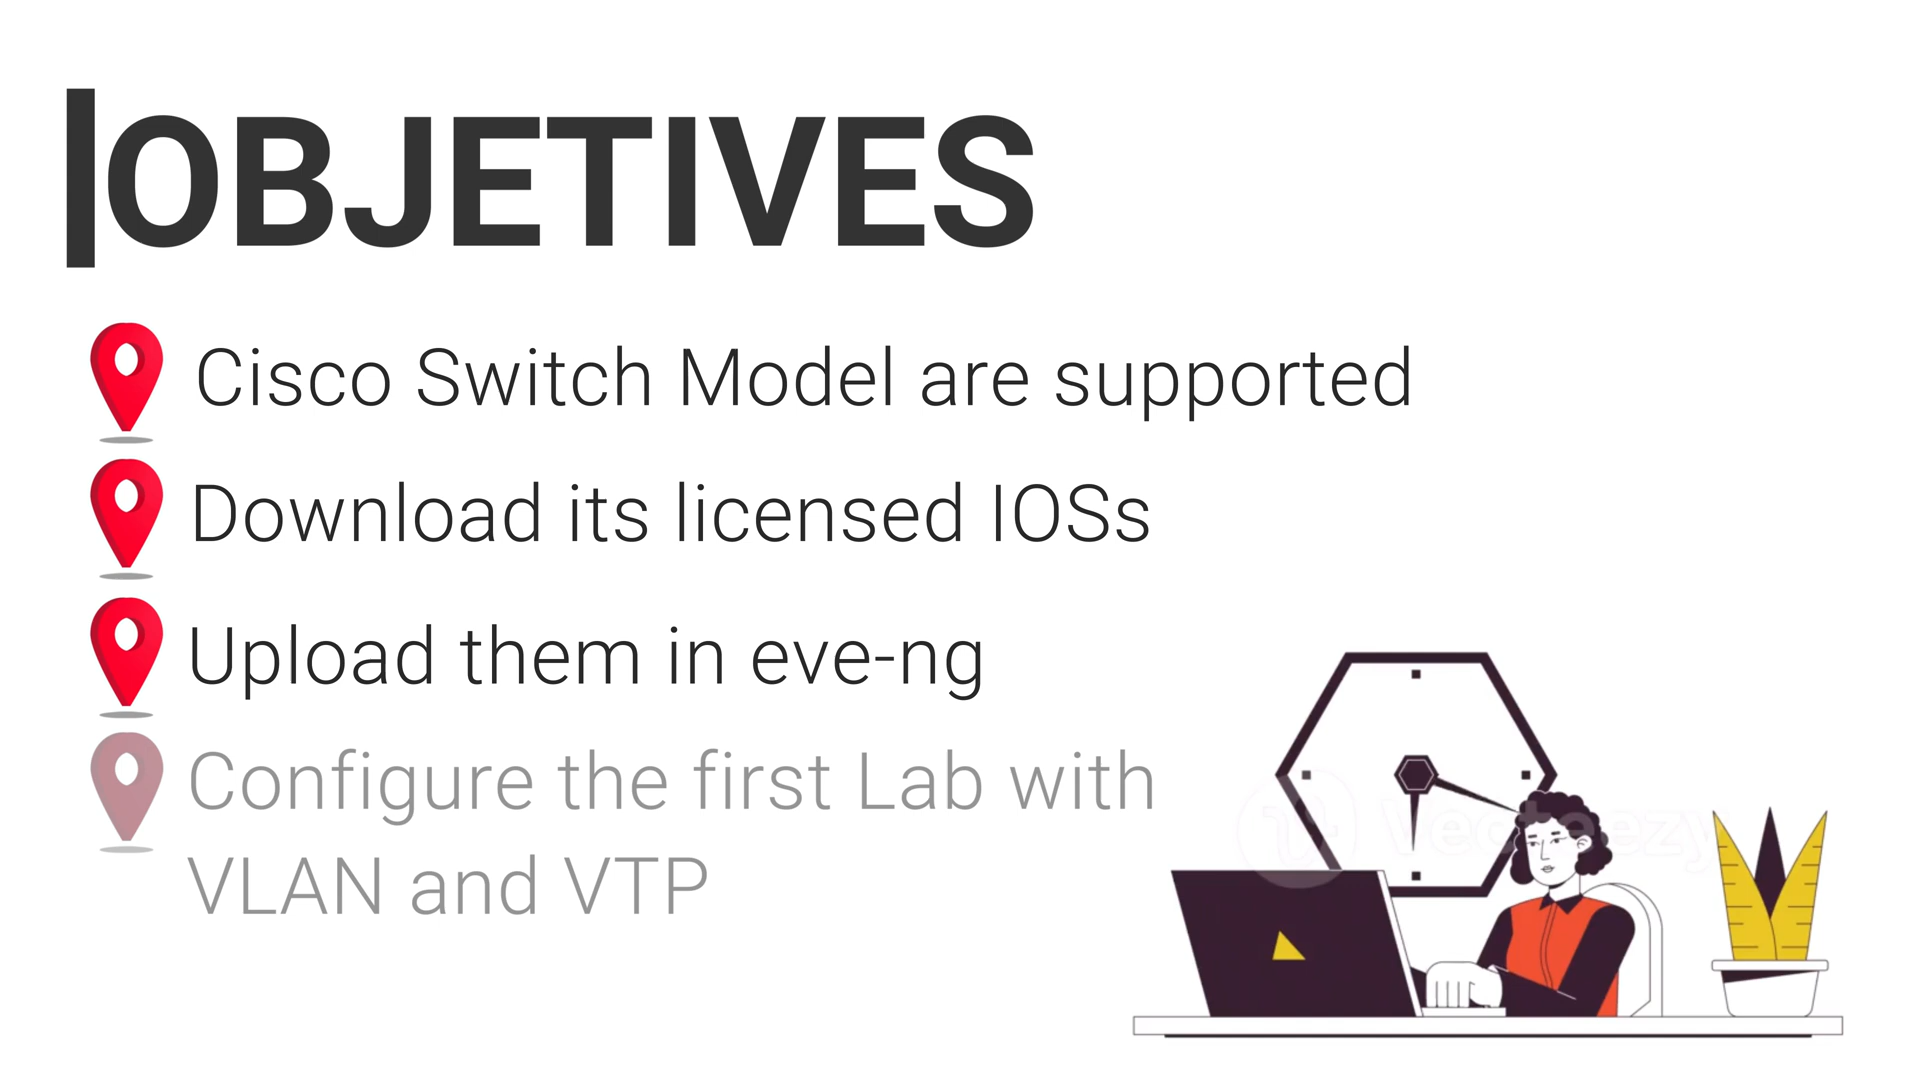 OBJETIVES
Cisco Switch Model are supported
Download its licensed IOSs
Upload them in eve-ng
Configure the first Lab with
VLAN and VTP
Vecteezy